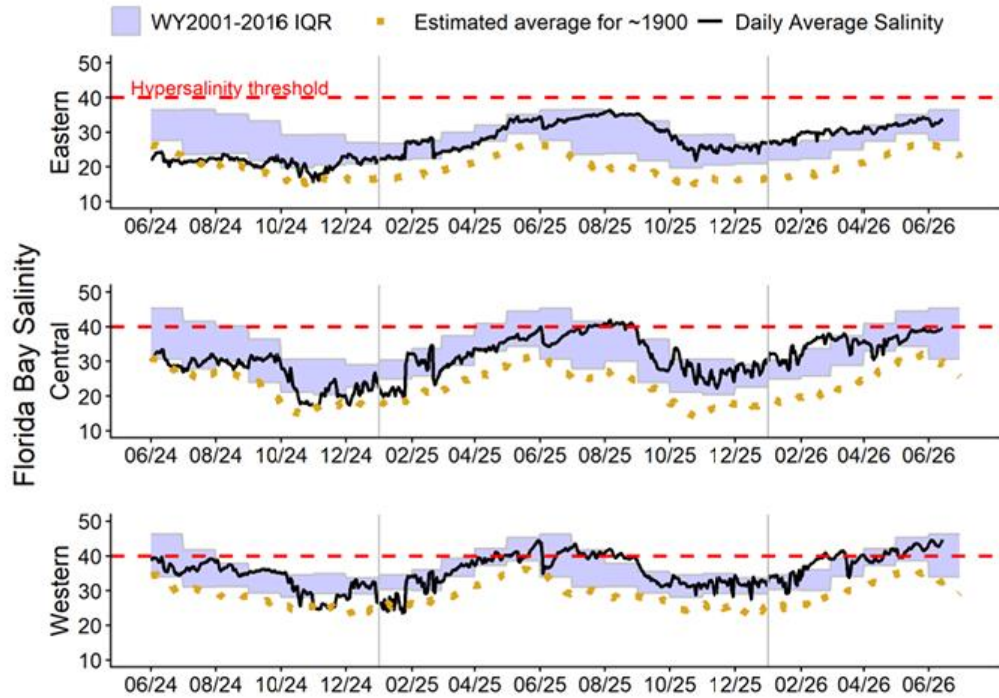 WY2001-2016 IQR Estimated average for ~1900 Daily Average Salinity
Florida Bay Salinity
Eastern
50
40
30
20
10
Hypersalinity threshold
06/24 08/24 10/24 12/24 02/25 04/25 06/25 08/25 10/25 12/25 02/26 04/26 06/26
Central
50
40
30
20
10
06/24 08/24 10/24 12/24 02/25 04/25 06/25 08/25 10/25 12/25 02/26 04/26 06/26
Western
50
40
30
20
10
06/24 08/24 10/24 12/24 02/25 04/25 06/25 08/25 10/25 12/25 02/26 04/26 06/26